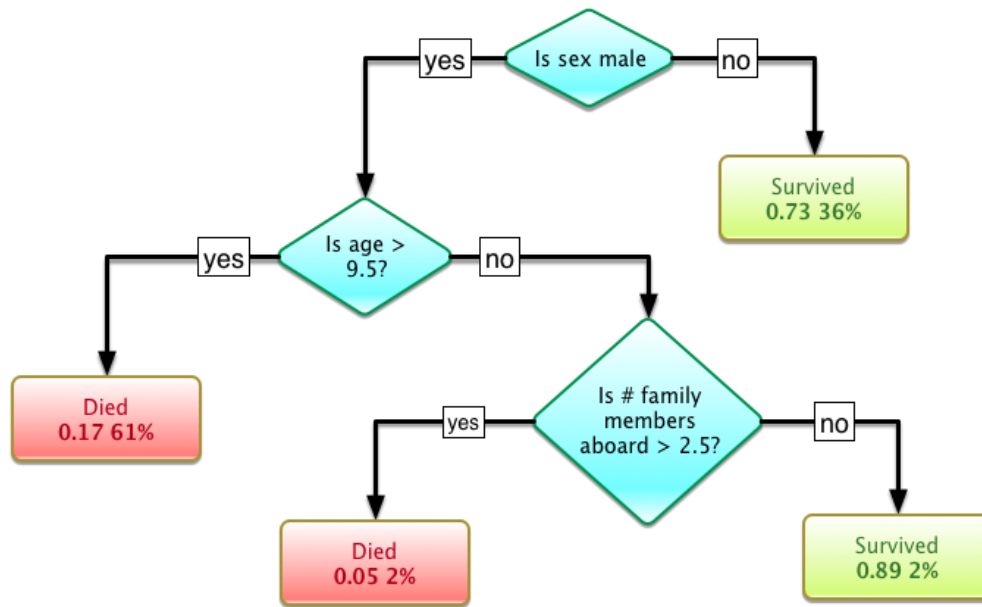 Is sex male
yes
no
Survived
0.73 36%
Is age >
9.5?
yes
no
Died
0.17 61%
Is # family
members
aboard > 2.5?
yes
no
Died
0.05 2%
Survived
0.89 2%